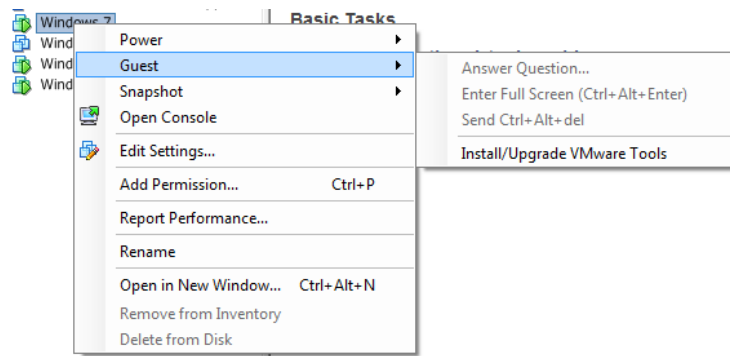 Windows 7
Basic Tasks
Wind
Wind
Wind
Power
Guest
Snapshot
Open Console
Edit Settings...
Add Permission... Ctrl+P
Report Performance...
Rename
Open in New Window... Ctrl+Alt+N
Remove from Inventory
Delete from Disk
Answer Question...
Enter Full Screen (Ctrl+Alt+Enter)
Send Ctrl+Alt+del
Install/Upgrade VMware Tools